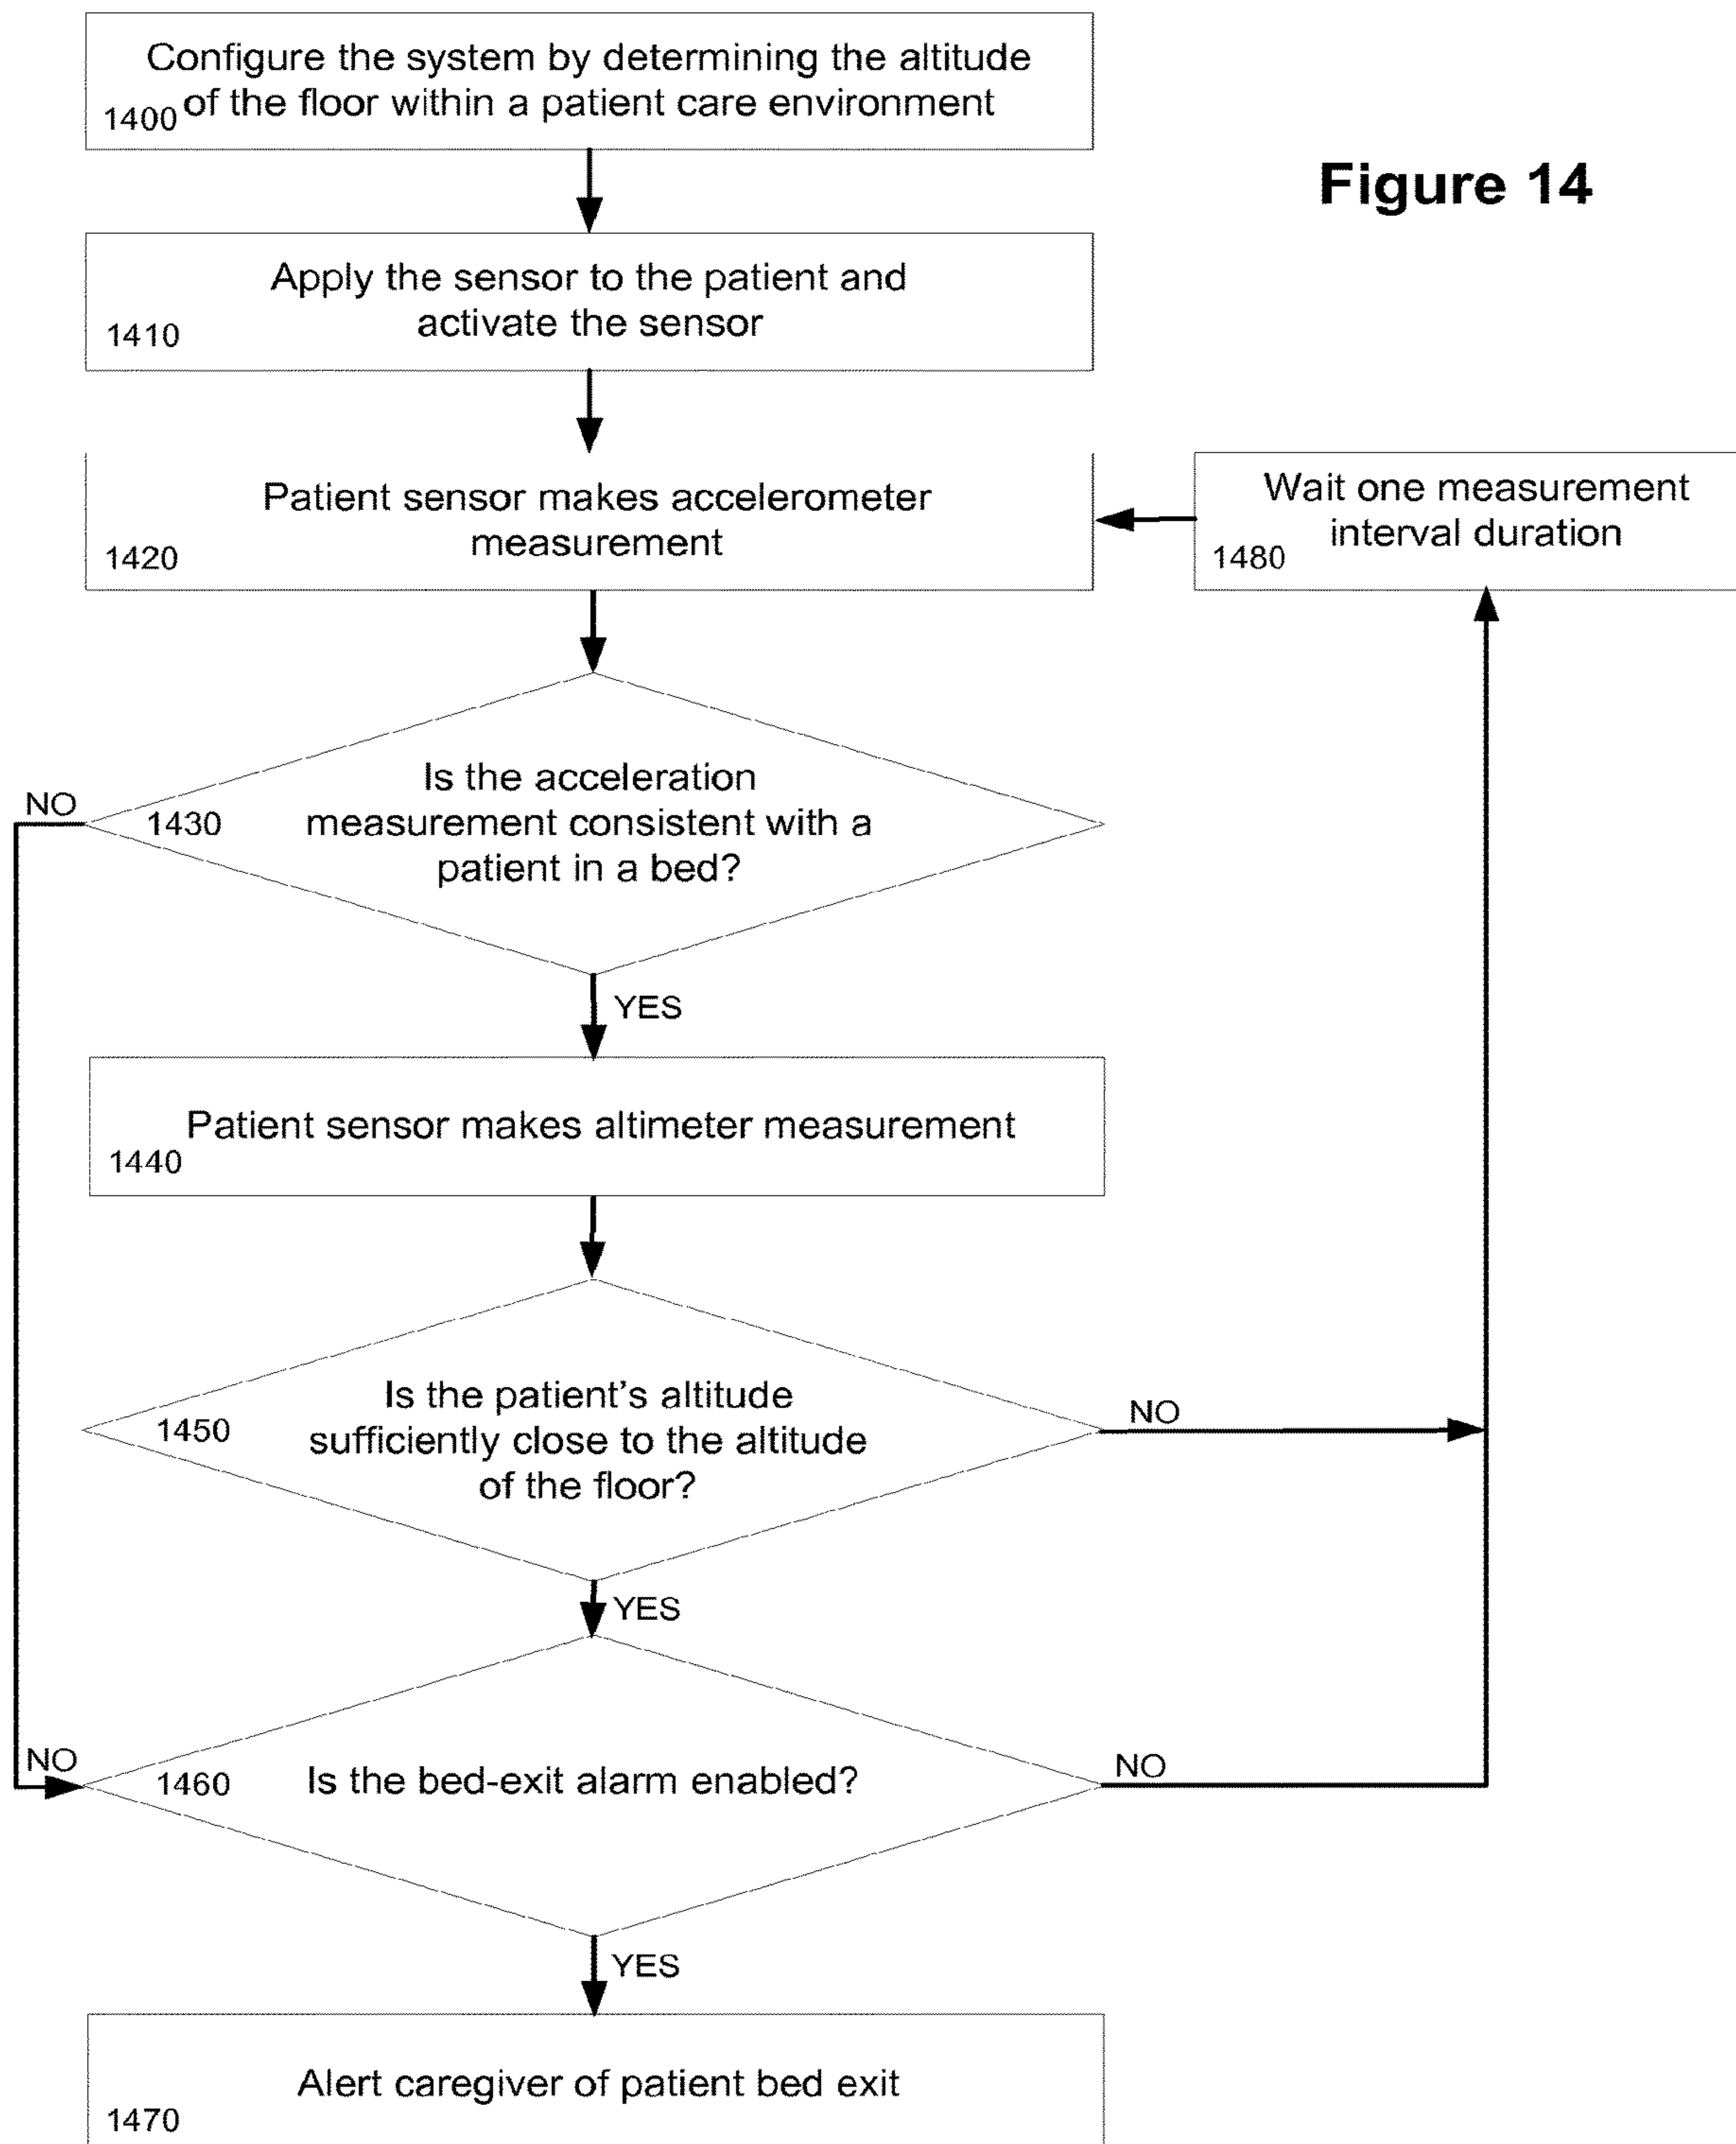 Configure the system by determining the altitude
of the floor within a patient care environment
1400
Figure 14
Apply the sensor to the patient and
activate the sensor
1410
Patient sensor makes accelerometer
measurement
1420
Wait one measurement
interval duration
1480
Is the acceleration
measurement consistent with a
patient in a bed?
1430
NO
YES
Patient sensor makes altimeter measurement
1440
Is the patient's altitude
sufficiently close to the altitude
of the floor?
1450
NO
YES
NO
Is the bed-exit alarm enabled?
1460
NO
YES
Alert caregiver of patient bed exit
1470